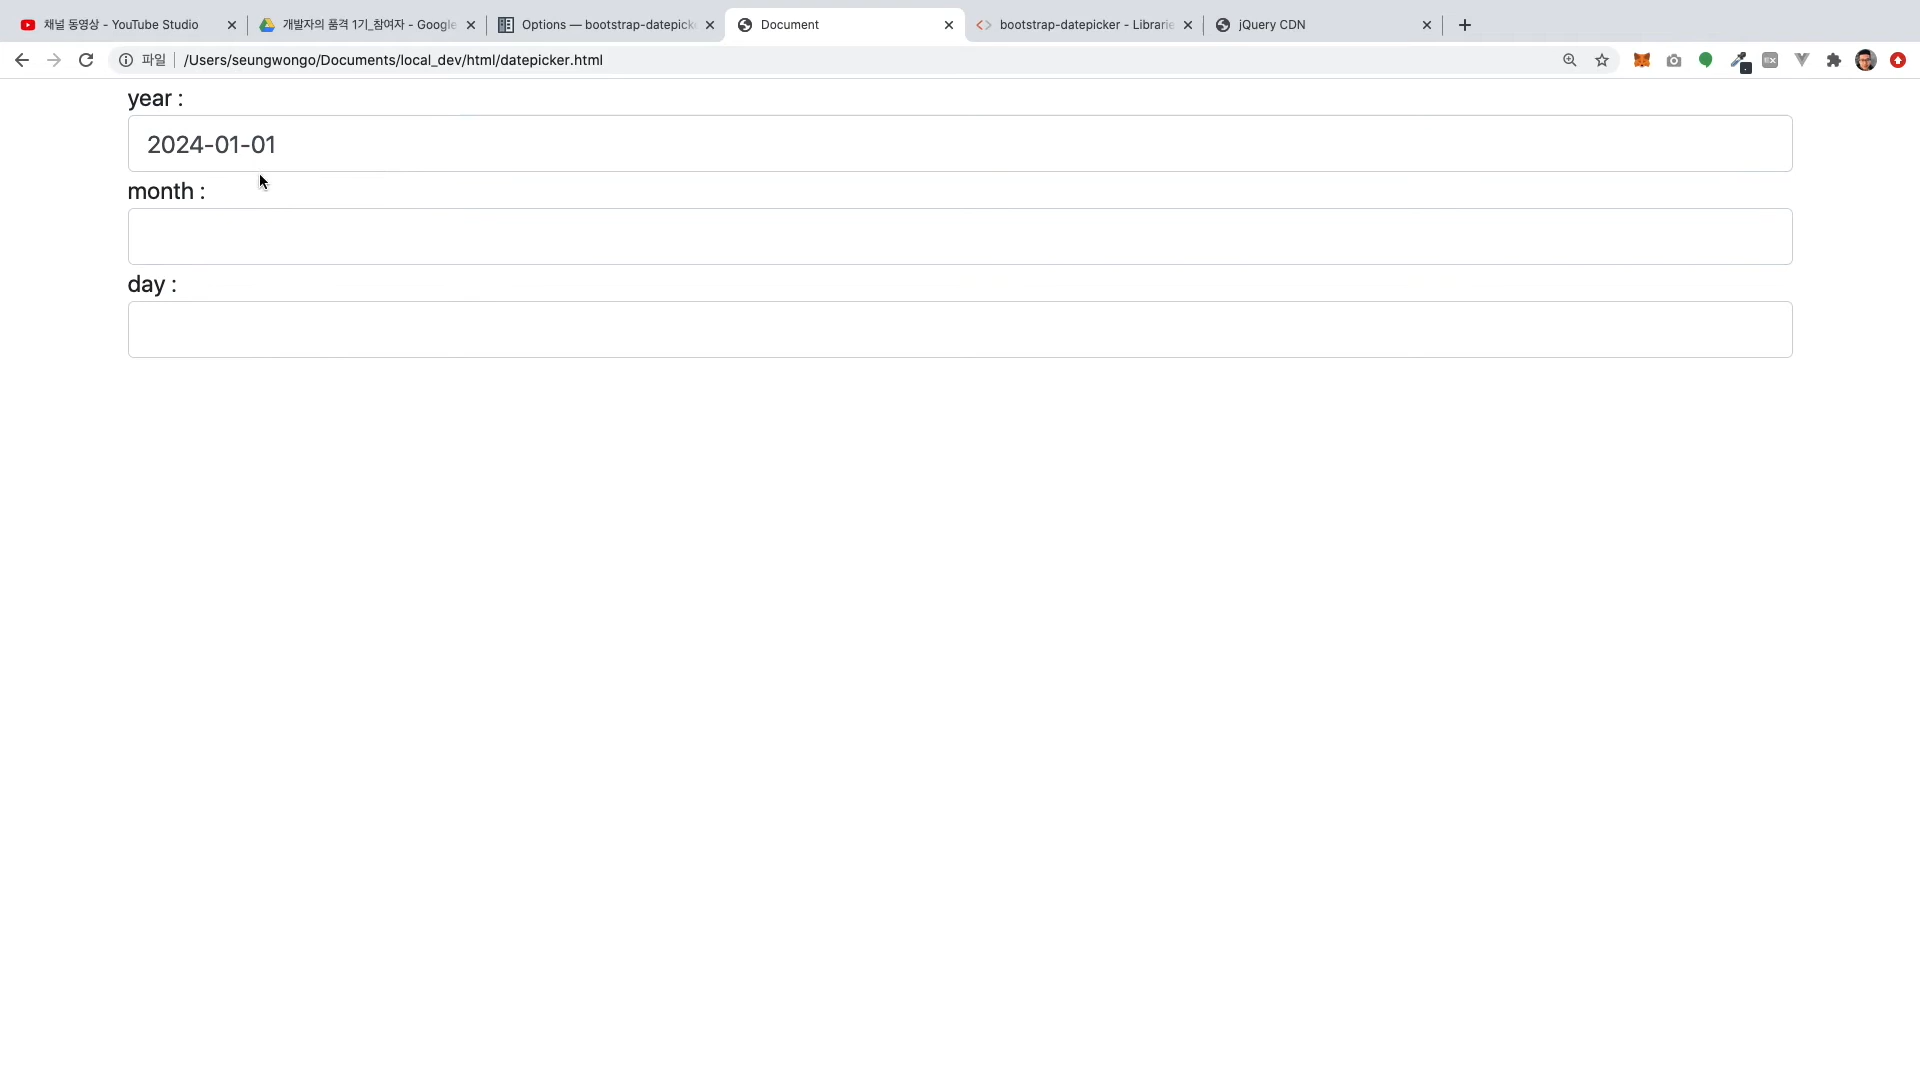 채널 동영상 - YouTube Studio
개발자의 품격 1기_참여자 - Google
Options — bootstrap-datepick
Document
bootstrap-datepicker - Librarie
jQuery CDN
파일
/Users/seungwongo/Documents/local_dev/html/datepicker.html
year :
2024-01-01
month :
day :